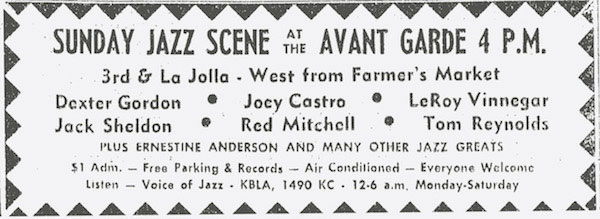 SUNDAY JAZZ SCENE AT THE AVANT GARDE 4 P.M.
3rd & La Jolla - West from Farmer's Market
Dexter Gordon • Joey Castro • LeRoy Vinnegar
Jack Sheldon • Red Mitchell • Tom Reynolds
PLUS ERNESTINE ANDERSON AND MANY OTHER JAZZ GREATS
$1 Adm. — Free Parking & Records — Air Conditioned — Everyone Welcome
Listen — Voice of Jazz - KBLA, 1490 KC - 12-6 a.m. Monday-Saturday